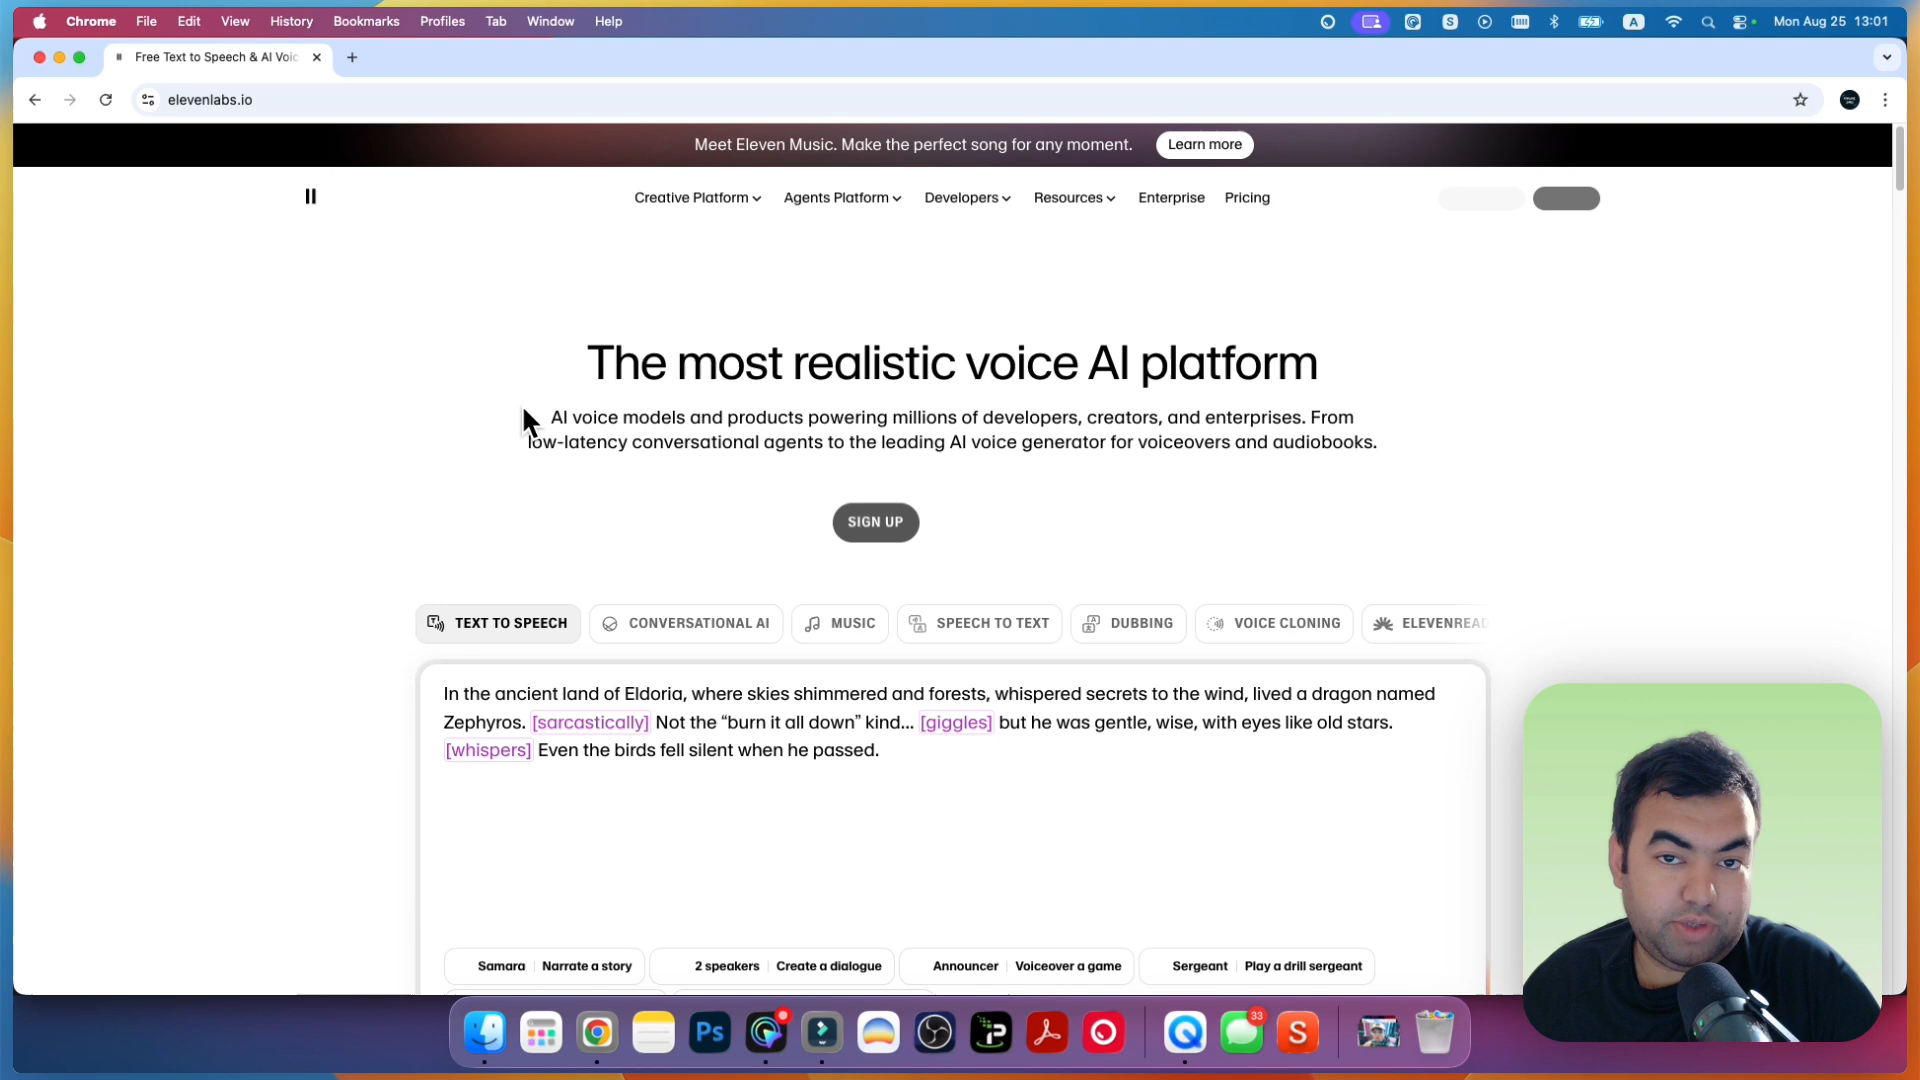 Chrome File Edit View History Bookmarks Profiles Tab Window Help S A Mon Aug 25 13:01
Free Text to Speech & AI Voic
elevenlabs.io
Meet Eleven Music. Make the perfect song for any moment. Learn more
Creative Platform Agents Platform Developers Resources Enterprise Pricing
The most realistic voice AI platform
AI voice models and products powering millions of developers, creators, and enterprises. From
low-latency conversational agents to the leading AI voice generator for voiceovers and audiobooks.
SIGN UP
TEXT TO SPEECH CONVERSATIONAL AI MUSIC SPEECH TO TEXT DUBBING VOICE CLONING ELEVENREAD
In the ancient land of Eldoria, where skies shimmered and forests, whispered secrets to the wind, lived a dragon named
Zephyros. [sarcastically] Not the “burn it all down” kind... [giggles] but he was gentle, wise, with eyes like old stars.
[whispers] Even the birds fell silent when he passed.
Samara Narrate a story 2 speakers Create a dialogue Announcer Voiceover a game Sergeant Play a drill sergeant
Ps 33 S